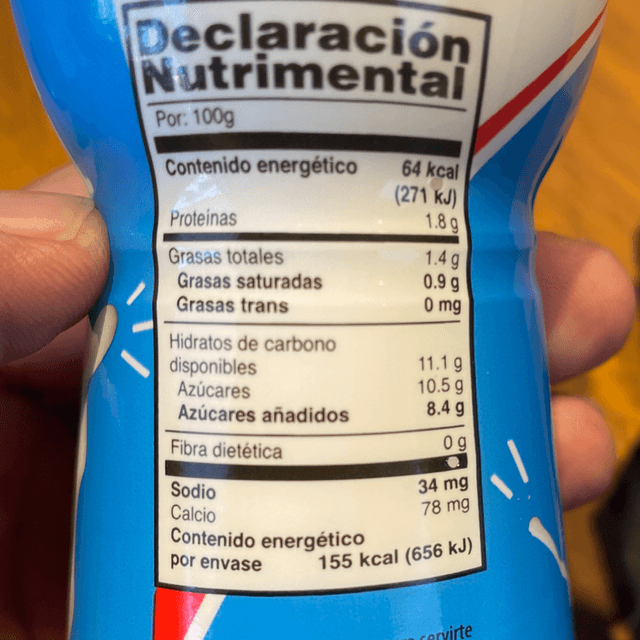 Declaración
Nutrimental
Por: 100g
Contenido energético 64 kcal
(271 kJ)
Proteínas 1.8 g
Grasas totales 1.4 g
Grasas saturadas 0.9 g
Grasas trans 0 mg
Hidratos de carbono
disponibles 11.1 g
Azúcares 10.5 g
Azúcares añadidos 8.4 g
Fibra dietética 0 g
Sodio 34 mg
Calcio 78 mg
Contenido energético
por envase 155 kcal (656 kJ)
servirte